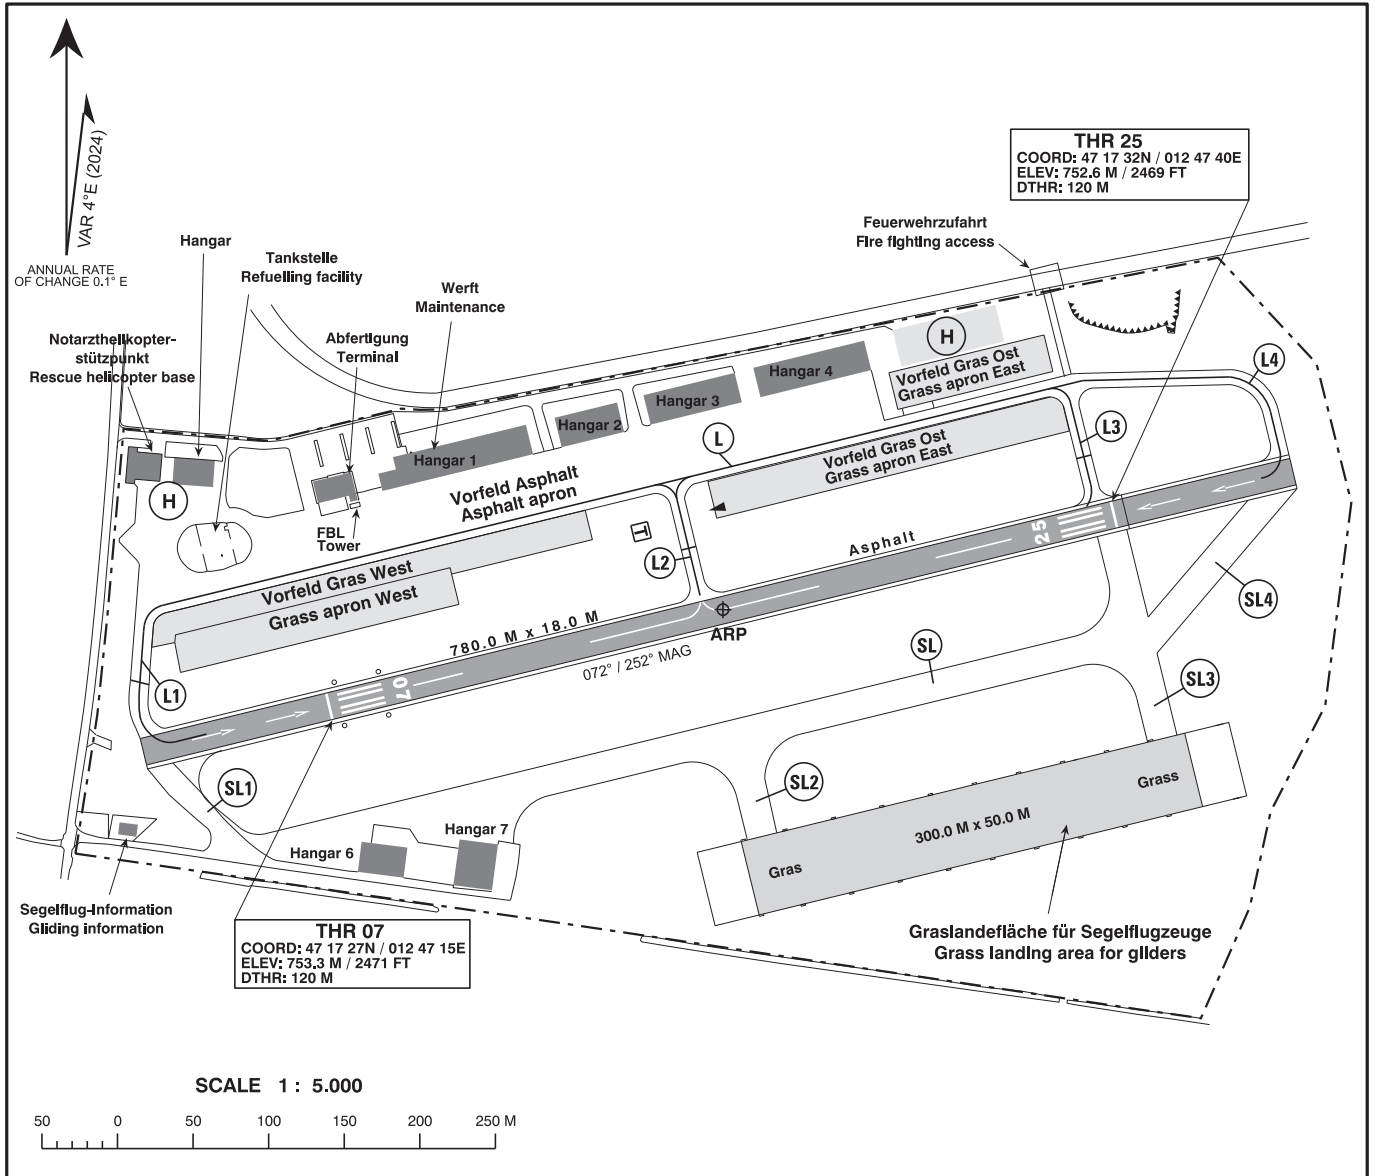 VAR 4°E (2024)
ANNUAL RATE
OF CHANGE 0.1° E
THR 25
COORD: 47 17 32N / 012 47 40E
ELEV: 752.6 M / 2469 FT
DTHR: 120 M
Feuerwehrzufahrt
Fire fighting access
Hangar
Tankstelle
Refuelling facility
Werft
Maintenance
Notarzthelikopter-
stützpunkt
Rescue helicopter base
Abfertigung
Terminal
H
Vorfeld Gras Ost
Grass apron East
L4
Hangar 4
Hangar 3
Hangar 2
Hangar 1
L
L3
Vorfeld Gras Ost
Grass apron East
Vorfeld Asphalt
Asphalt apron
H
FBL
Tower
T
L2
Asphalt
25
Vorfeld Gras West
Grass apron West
780.0 M x 18.0 M
072° / 252° MAG
ARP
SL4
SL
SL3
L1
07
SL1
SL2
Grass
300.0 M x 50.0 M
Gras
Hangar 6
Hangar 7
Segelflug-Information
Gliding information
THR 07
COORD: 47 17 27N / 012 47 15E
ELEV: 753.3 M / 2471 FT
DTHR: 120 M
Graslandefläche für Segelflugzeuge
Grass landing area for gliders
SCALE 1 : 5.000
50 0 50 100 150 200 250 M